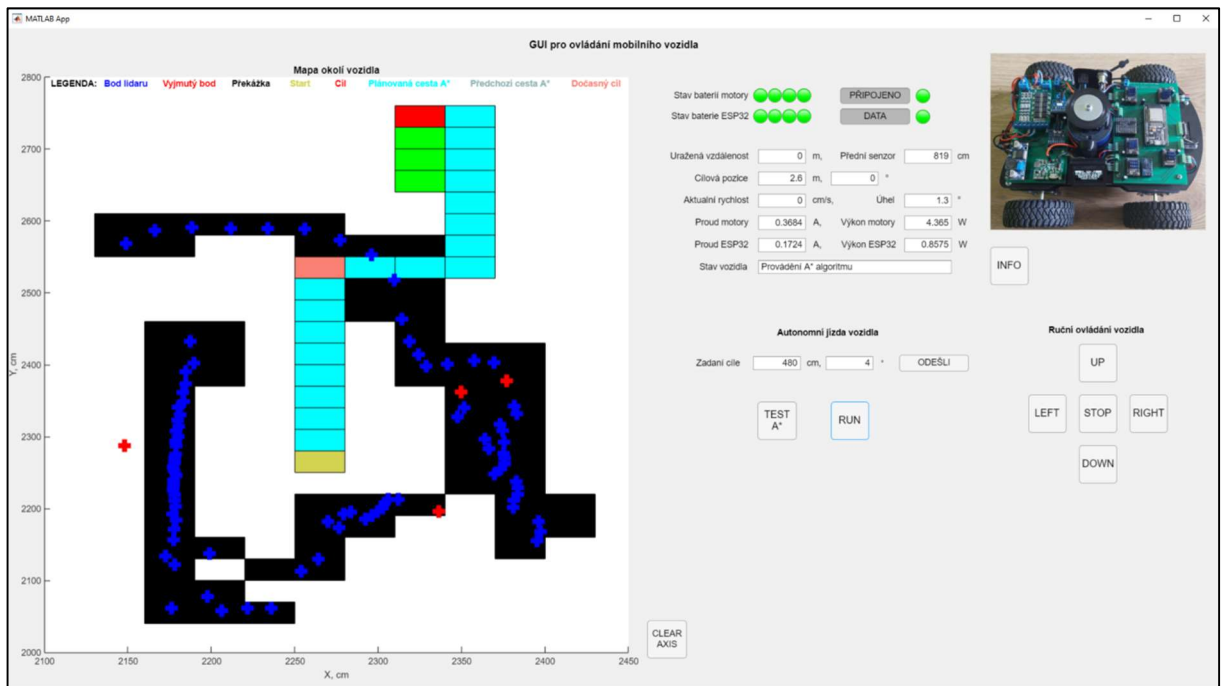 MATLAB App
GUI pro ovládání mobilního vozidla
Mapa okolí vozidla
LEGENDA: Bod lidaru Vyjmutý bod Překážka Start Cíl Plánovaná cesta A* Předchozí cesta A* Dočasný cíl
2800
2700
2600
2500
2400
2300
2200
2100
2000
Y, cm
2100 2150 2200 2250 2300 2350 2400 2450
X, cm
Stav baterií motory PŘIPOJENO
Stav baterie ESP32 DATA
Uražená vzdálenost 0 m, Přední senzor 819 cm
Cílová pozice 2.6 m, 0 °
Aktualní rychlost 0 cm/s, Úhel 1.3 °
Proud motory 0.3684 A, Výkon motory 4.365 W
Proud ESP32 0.1724 A, Výkon ESP32 0.8575 W
Stav vozidla Provádění A* algoritmu
INFO
Autonomní jízda vozidla
Zadaní cíle 480 cm, 4 ° ODEŠLI
TEST
A*
RUN
Ruční ovládání vozidla
UP
LEFT STOP RIGHT
DOWN
CLEAR
AXIS